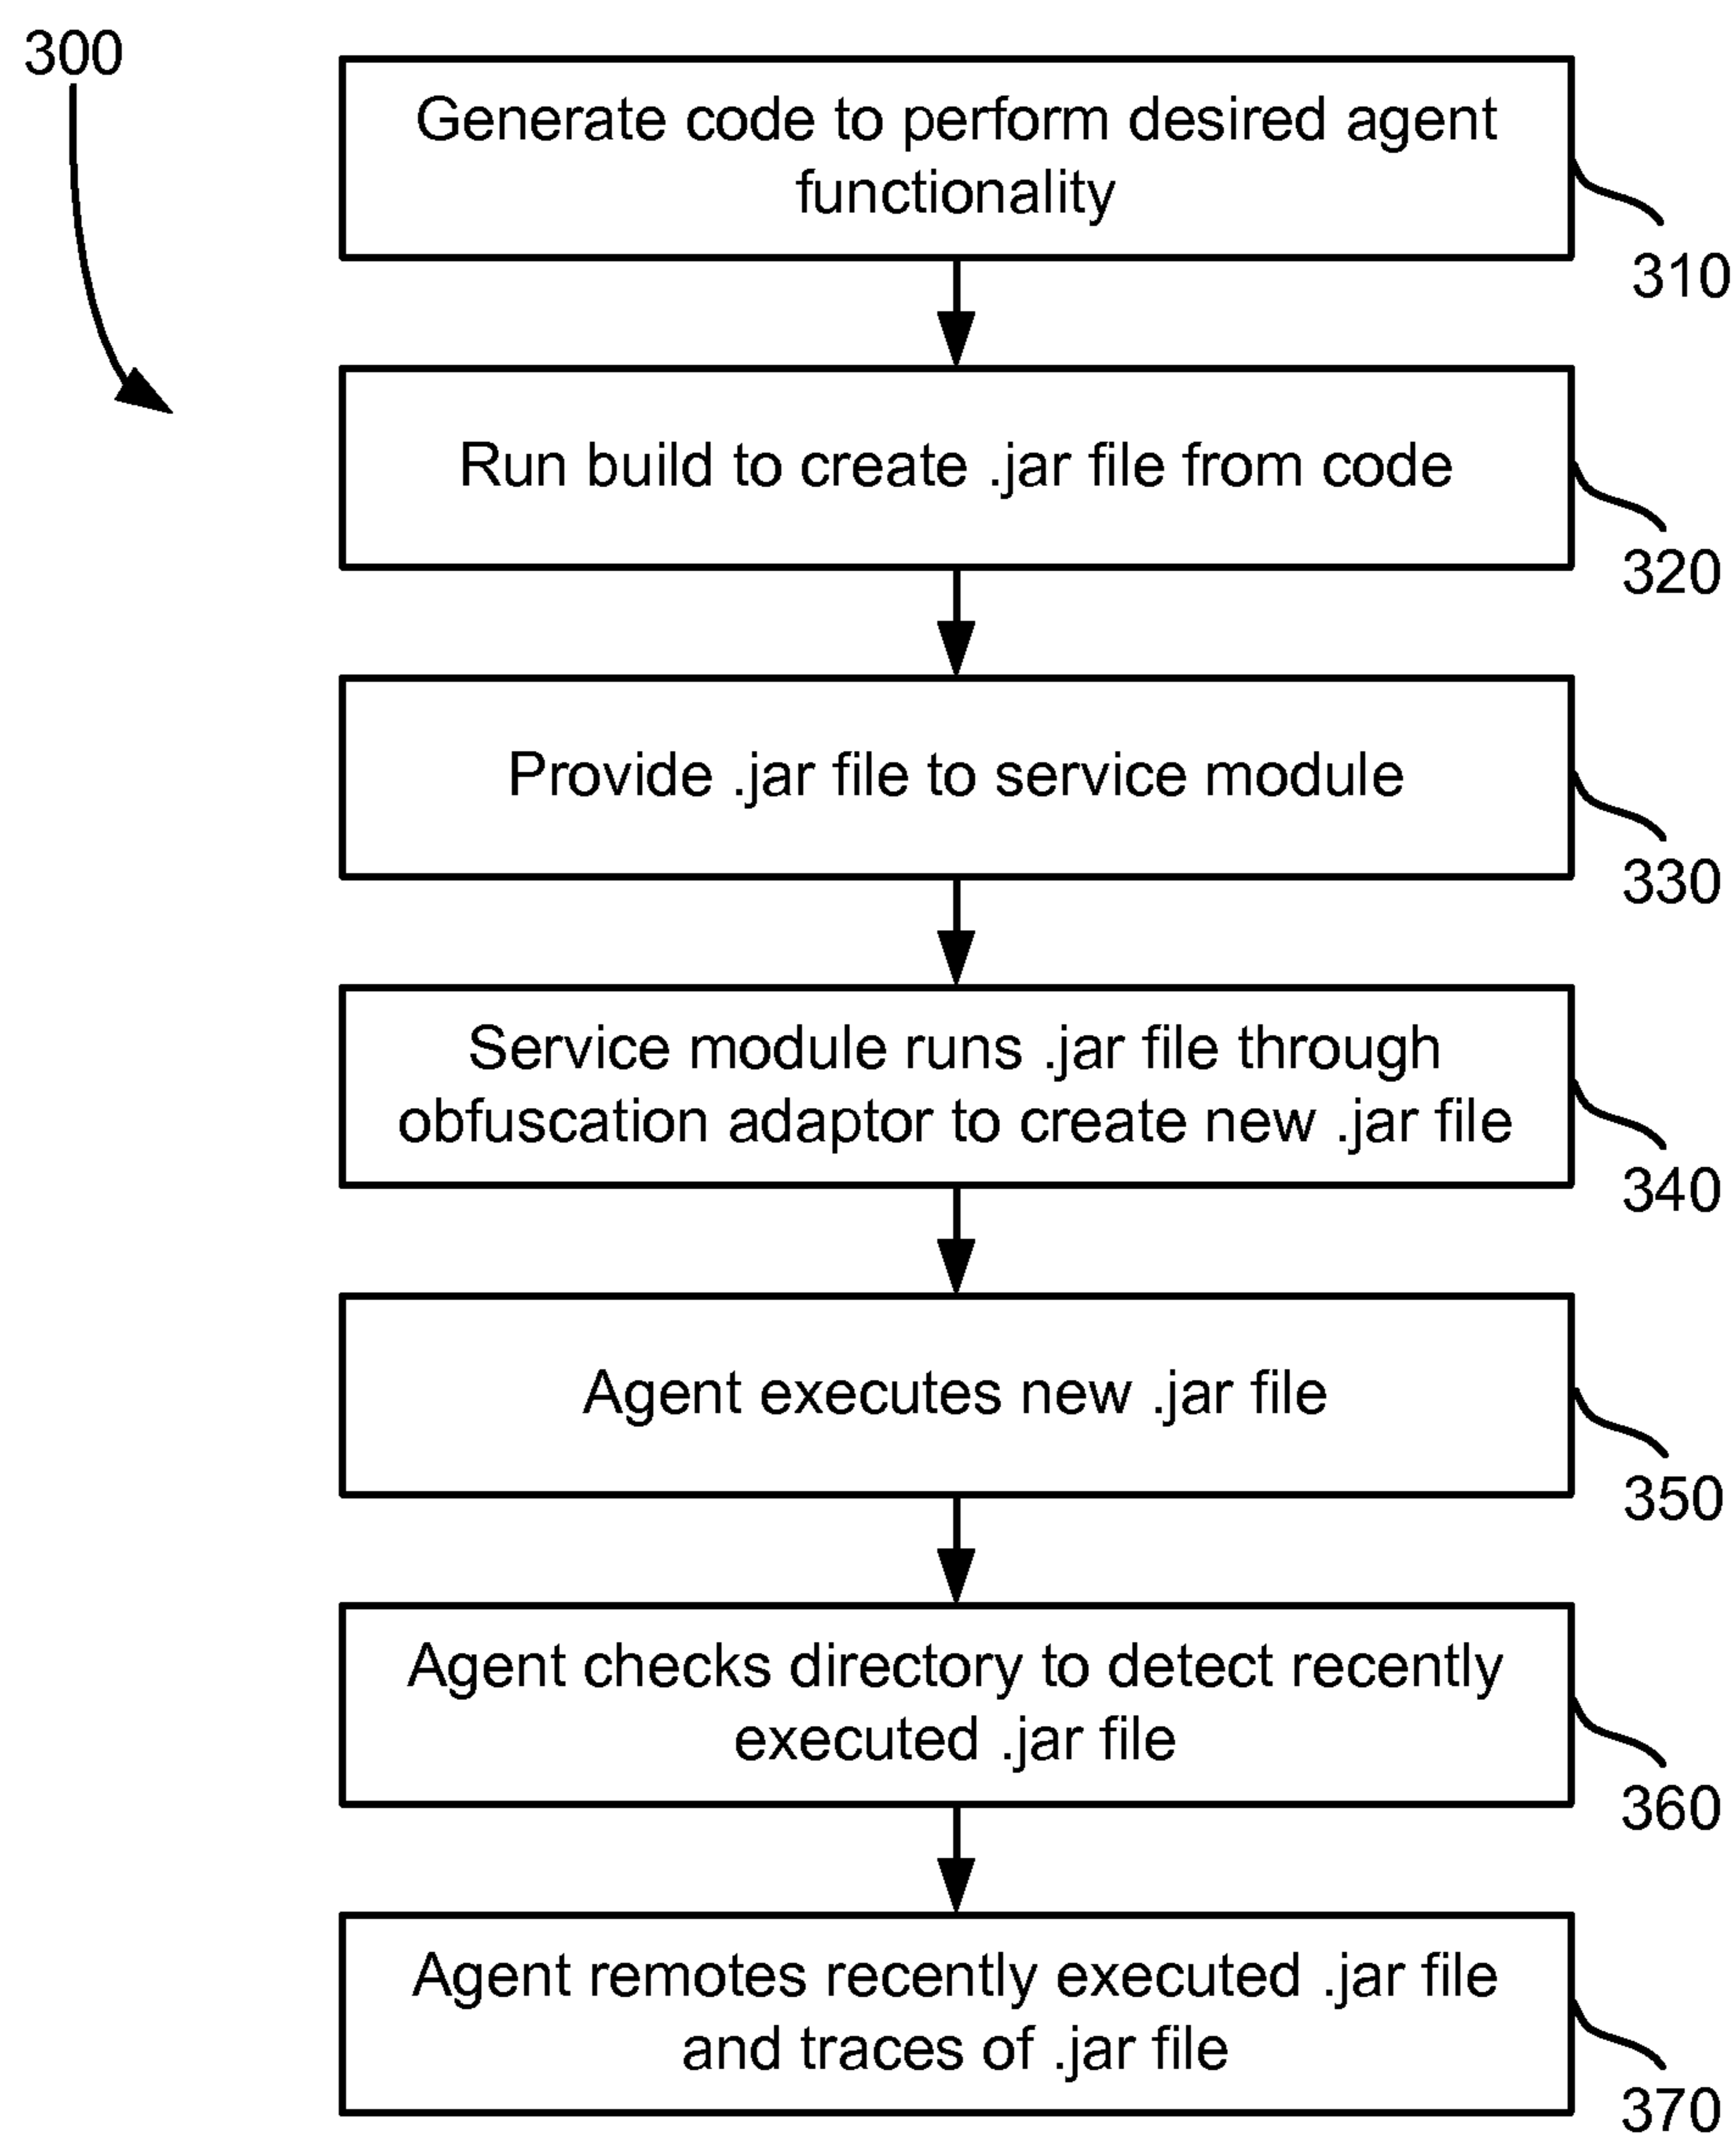 300
Generate code to perform desired agent
functionality
310
Run build to create .jar file from code
320
Provide .jar file to service module
330
Service module runs .jar file through
obfuscation adaptor to create new .jar file
340
Agent executes new .jar file
350
Agent checks directory to detect recently
executed .jar file
360
Agent remotes recently executed .jar file
and traces of .jar file
370